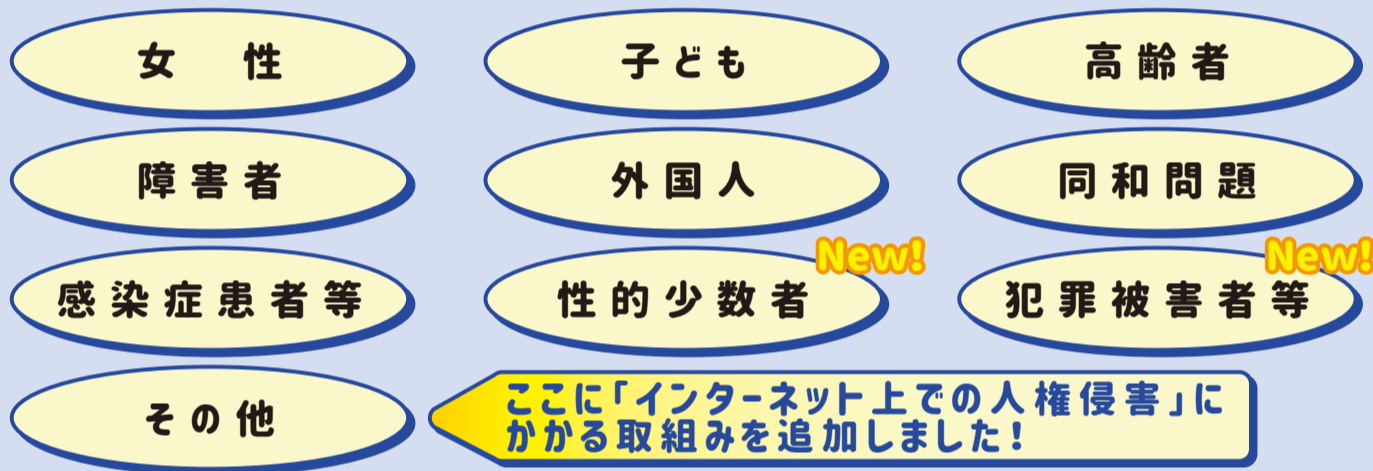 女性
子ども
高齢者
障害者
外国人
同和問題
New!
New!
感染症患者等
性的少数者
犯罪被害者等
その他
ここに「インターネット上での人権侵害」に
かかる取組みを追加しました！